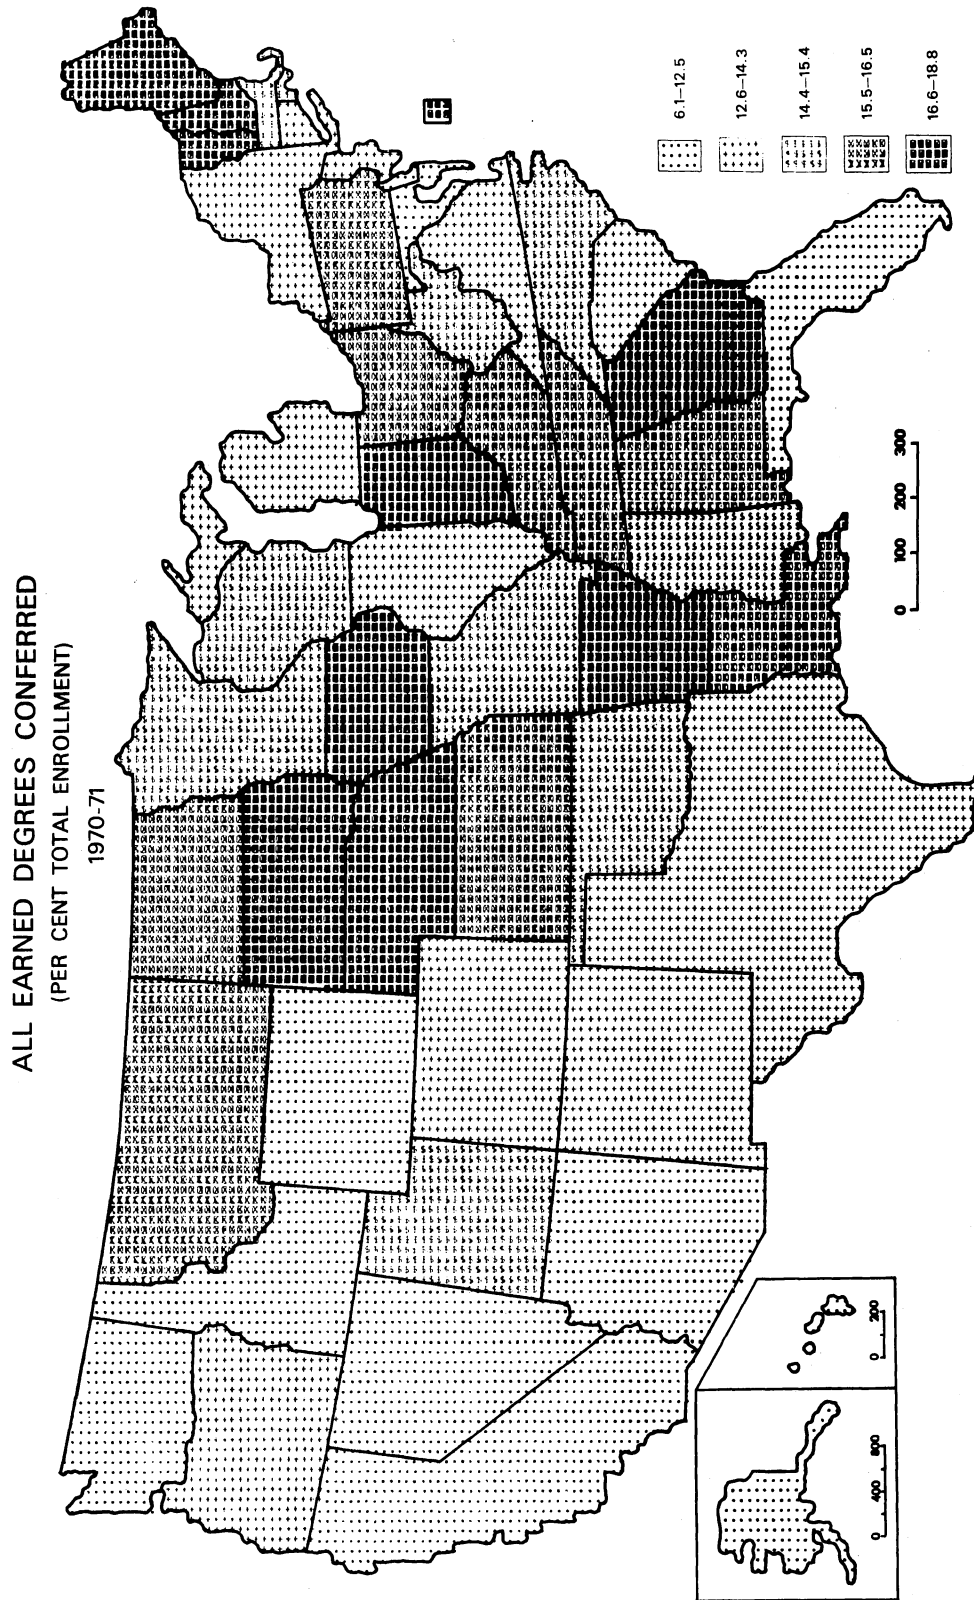 ALL EARNED DEGREES CONFERRED
(PER CENT TOTAL ENROLLMENT)
1970-71
6.1—12.5
12.6—14.3
14.4—15.4
15.5—16.5
16.6—18.8
0 100 200 300
0 400 800
0 200